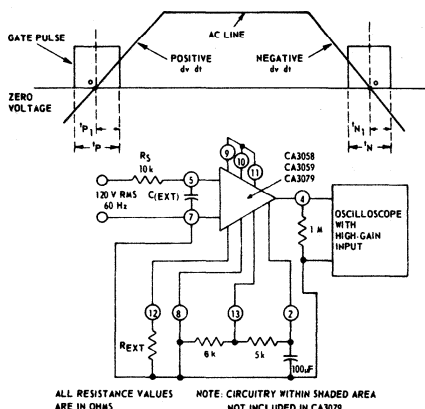 AC LINE
GATE PULSE
POSITIVE
dv dt
NEGATIVE
dv dt
ZERO
VOLTAGE
tP1
tP
tN1
tN
RS
10k
120 V RMS
60 Hz
C(EXT)
5
7
9
10
11
CA3058
CA3059
CA3079
4
1 M
OSCILLOSCOPE
WITH
HIGH-GAIN
INPUT
12
8
13
2
REXT
6k
5k
100µF
ALL RESISTANCE VALUES
ARE IN OHMS
NOTE: CIRCUITRY WITHIN SHADED AREA
NOT INCLUDED IN CA3079